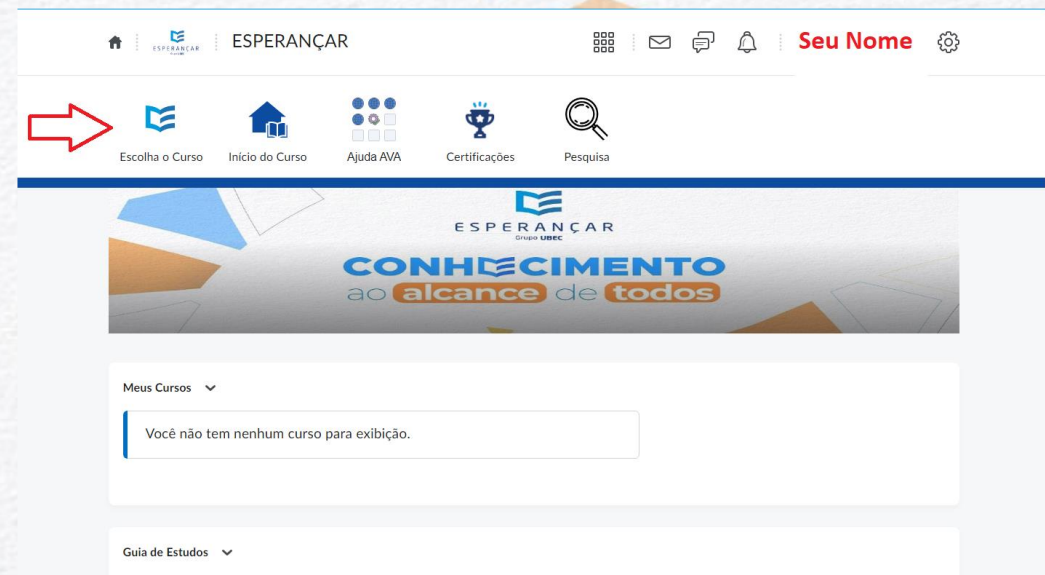 ESPERANÇAR
ESPERANÇAR
Seu Nome
Escolha o Curso
Início do Curso
Ajuda AVA
Certificações
Pesquisa
ESPERANÇAR
Grupo UBEC
CONHECIMENTO
ao alcance de todos
Meus Cursos
Você não tem nenhum curso para exibição.
Guia de Estudos